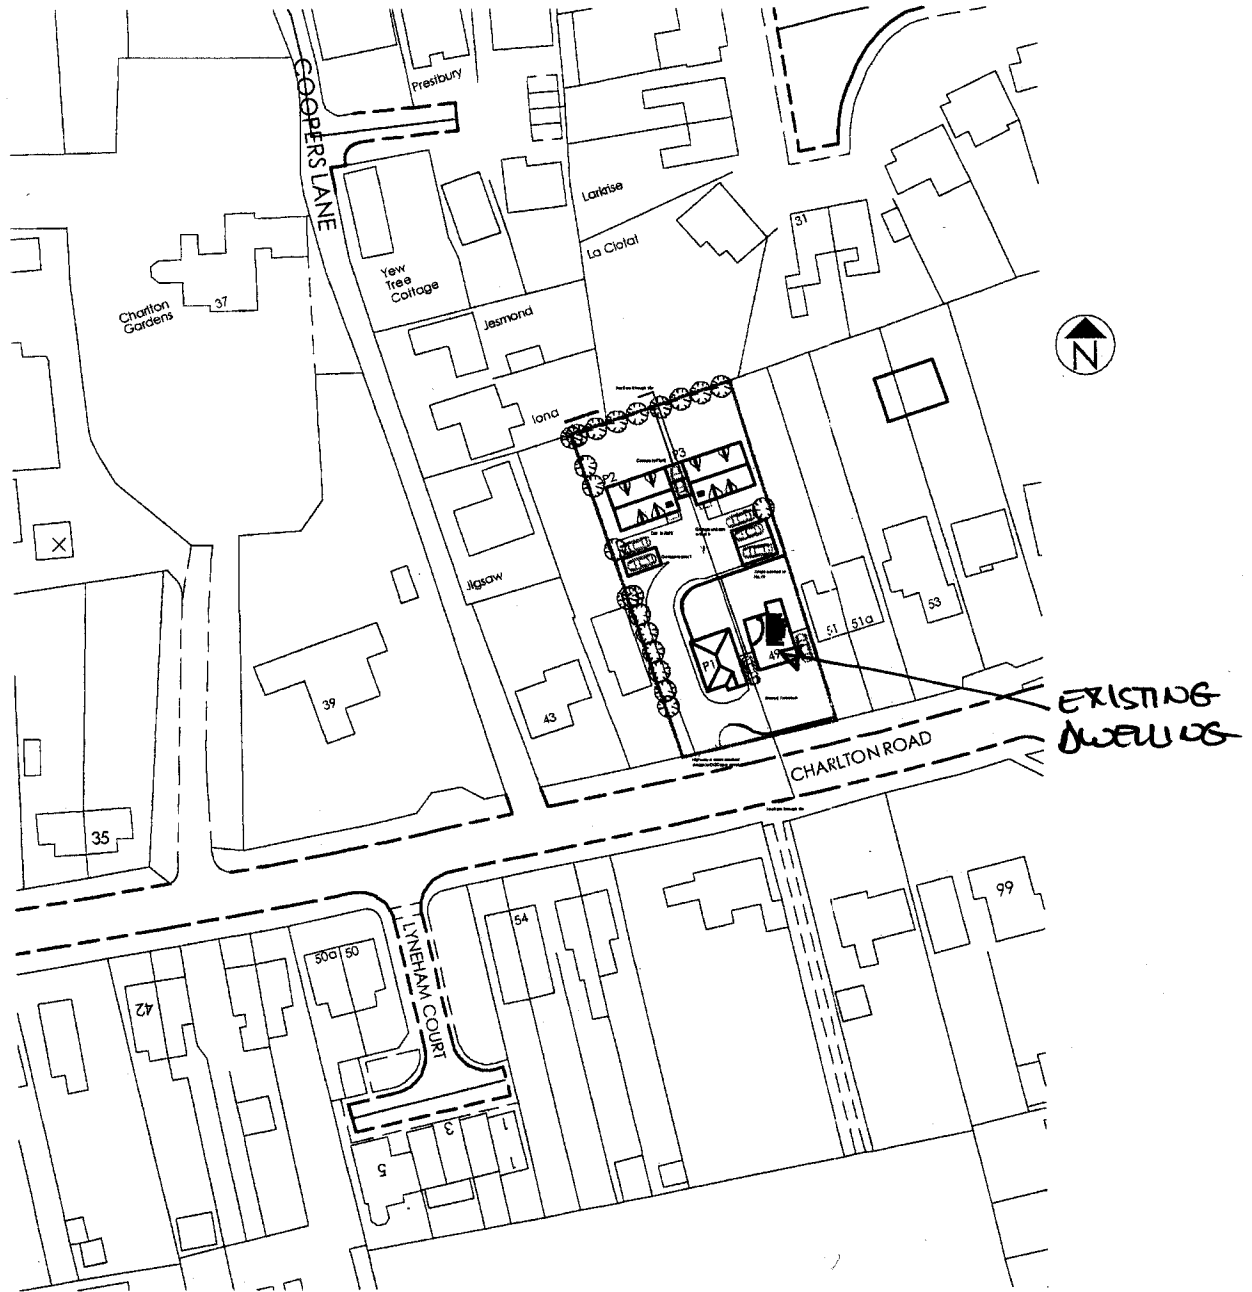 Prestbury
COOPERS LANE
Larkrise
La Ciotat
31
Yew
Tree
Cottage
Charlton
Gardens
37
Jesmond
N
Iona
P3
P2
Jigsaw
51
51a
53
49
P1
39
43
EXISTING
DWELLING
CHARLTON ROAD
35
99
54
50a
50
LYNEHAM COURT
42
3
1
5